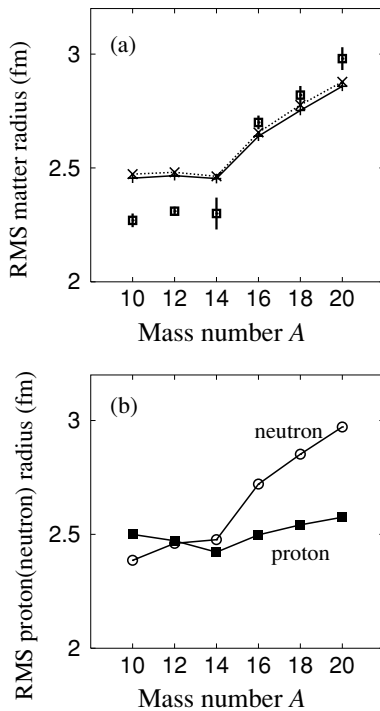 (a)
RMS matter radius (fm)
3
2.5
2
10 12 14 16 18 20
Mass number A
(b)
RMS proton(neutron) radius (fm)
3
neutron
2.5
proton
2
10 12 14 16 18 20
Mass number A